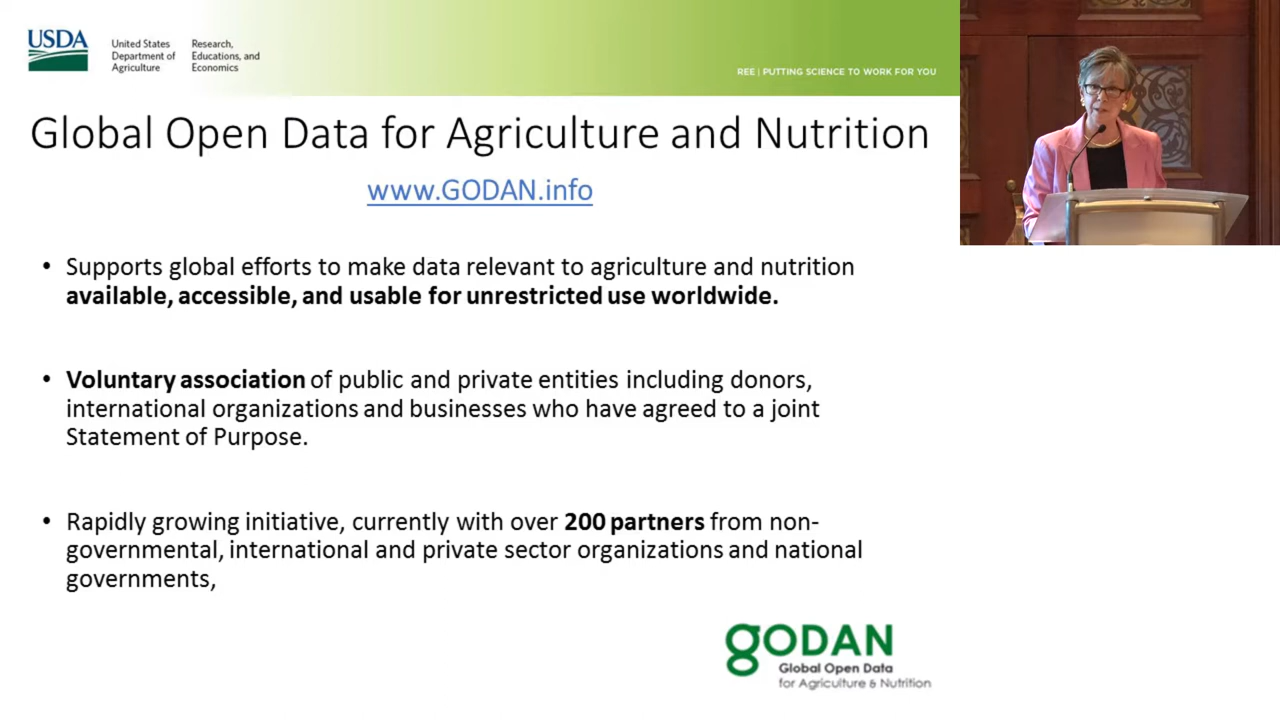 USDA
United States
Department of
Agriculture
Research,
Educations, and
Economics
REE | PUTTING SCIENCE TO WORK FOR YOU
Global Open Data for Agriculture and Nutrition
www.GODAN.info
• Supports global efforts to make data relevant to agriculture and nutrition
available, accessible, and usable for unrestricted use worldwide.
• Voluntary association of public and private entities including donors,
international organizations and businesses who have agreed to a joint
Statement of Purpose.
• Rapidly growing initiative, currently with over 200 partners from non-
governmental, international and private sector organizations and national
governments,
gODAN
Global Open Data
for Agriculture & Nutrition